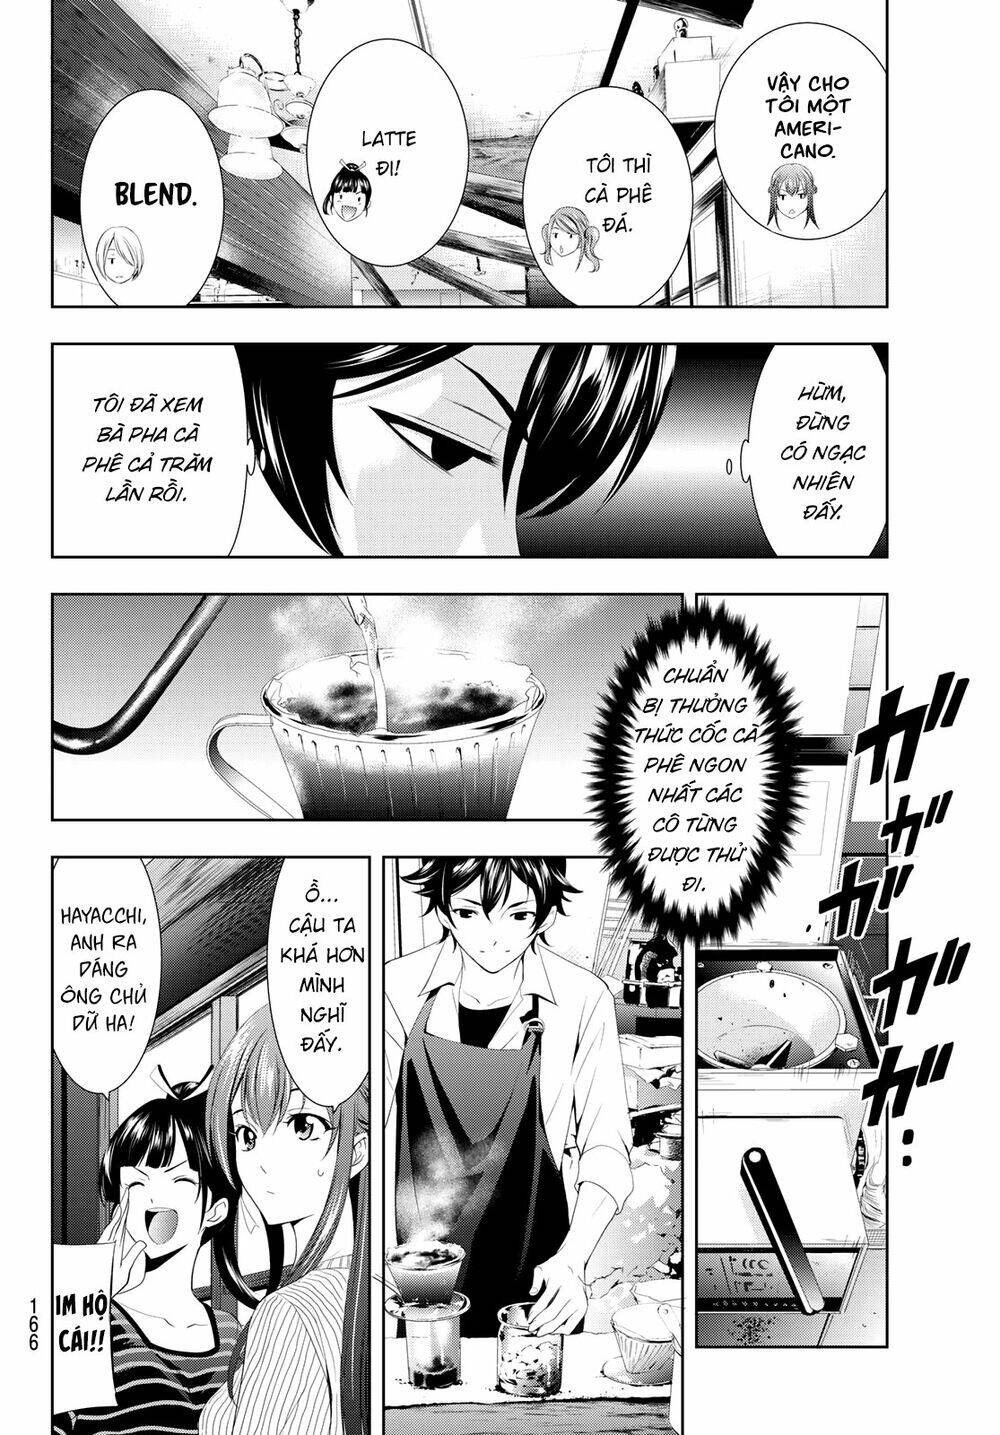 VẬY CHO
TÔI MỘT
AMERI-
CANO.
TÔI THÌ
CÀ PHÊ
ĐÁ.
LATTE
ĐI!
BLEND.
HỪM,
ĐỪNG
CÓ NGẠC
NHIÊN
ĐẤY.
TÔI ĐÃ XEM
BÀ PHA CÀ
PHÊ CẢ TRĂM
LẦN RỒI.
CHUẨN
BỊ THƯỞNG
THỨC CỐC CÀ
PHÊ NGON
NHẤT CÁC
CÔ TỪNG
ĐƯỢC THỬ
ĐI.
ガガガガガ…
Ồ...
CẬU TA
KHÁ HƠN
MÌNH
NGHĨ
ĐẤY.
HAYACCHI,
ANH RA
DÁNG
ÔNG CHỦ
DỮ HA!
IM HỘ
CÁI!!
166